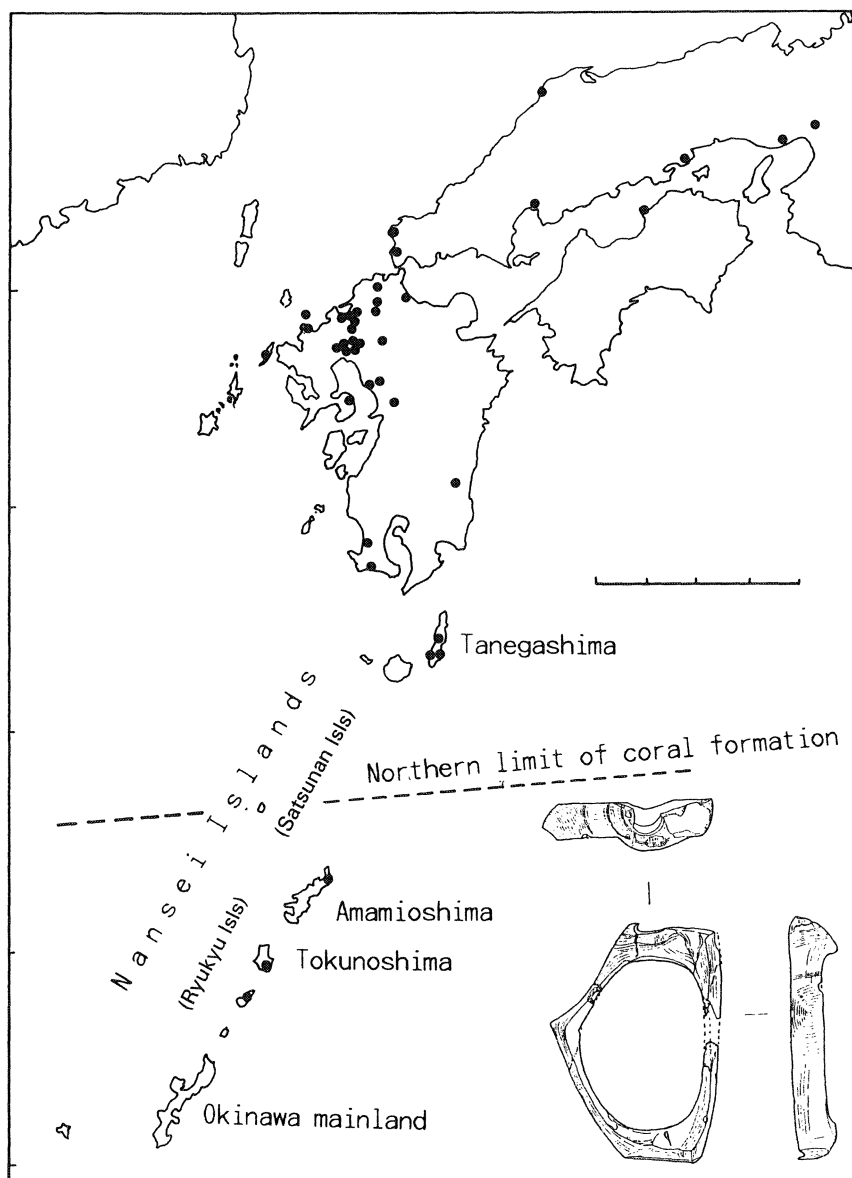 Tanegashima
Nansei Islands
(Satsunan Isls)
Northern limit of coral formation
(Ryukyu Isls)
Amamioshima
Tokunoshima
Okinawa mainland